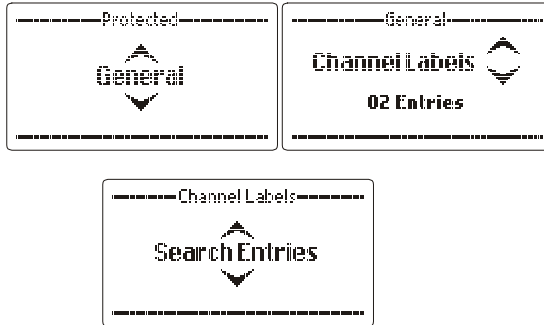 Protected
General
General
Channel Labels
02 Entries
Channel Labels
Search Entries